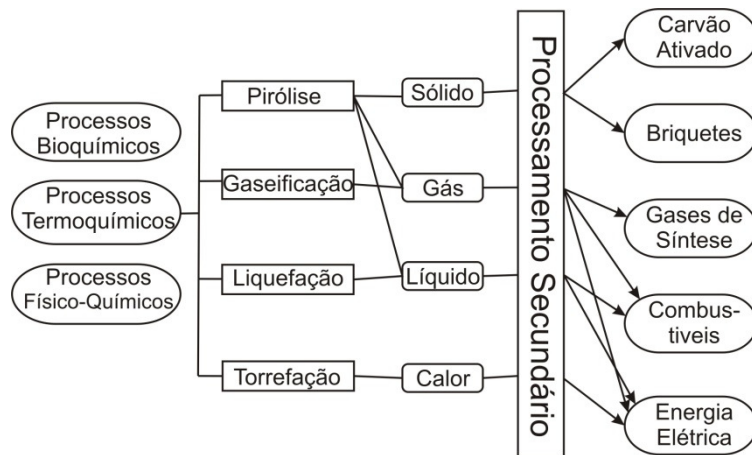 Processos
Bioquímicos
Processos
Termoquímicos
Processos
Físico-Químicos
Pirólise
Gaseificação
Liquefação
Torrefação
Sólido
Gás
Líquido
Calor
Processamento Secundário
Carvão
Ativado
Briquetes
Gases de
Síntese
Combus-
tiveis
Energia
Elétrica